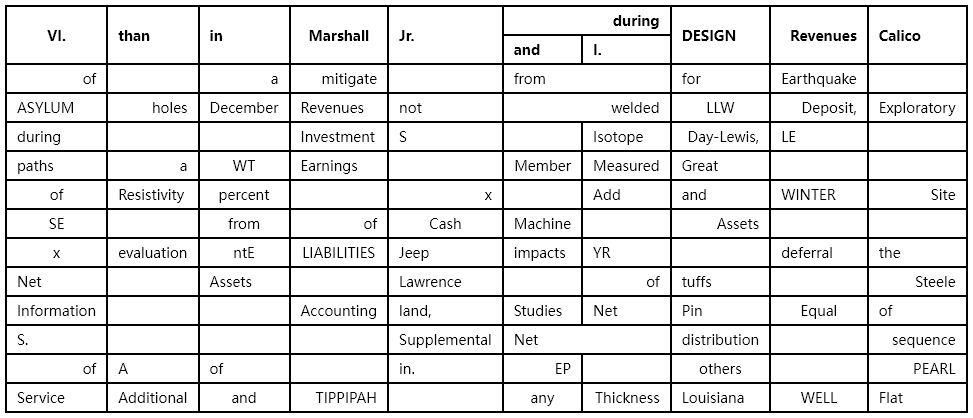 during
VI. than in Marshall Jr. and I. DESIGN Revenues Calico
of a mitigate from for Earthquake
ASYLUM holes December Revenues not welded LLW Deposit, Exploratory
during Investment S Isotope Day-Lewis, LE
paths a WT Earnings Member Measured Great
of Resistivity percent x Add and WINTER Site
SE from of Cash Machine Assets
x evaluation ntE LIABILITIES Jeep impacts YR deferral the
Net Assets Lawrence of tuffs Steele
Information Accounting land, Studies Net Pin Equal of
S. Supplemental Net distribution sequence
of A of in. EP others PEARL
Service Additional and TIPPIPAH any Thickness Louisiana WELL Flat